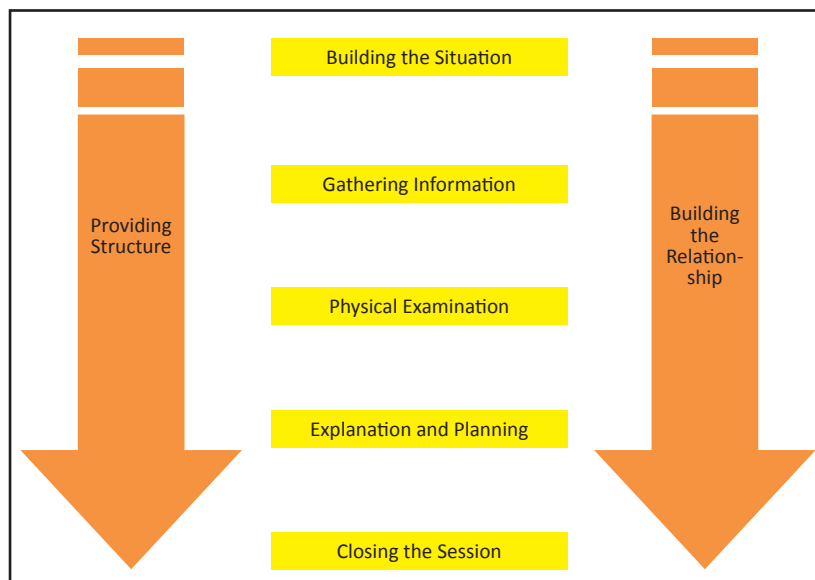 Building the Situation
Gathering Information
Providing
Structure
Building
the
Relation-
ship
Physical Examination
Explanation and Planning
Closing the Session